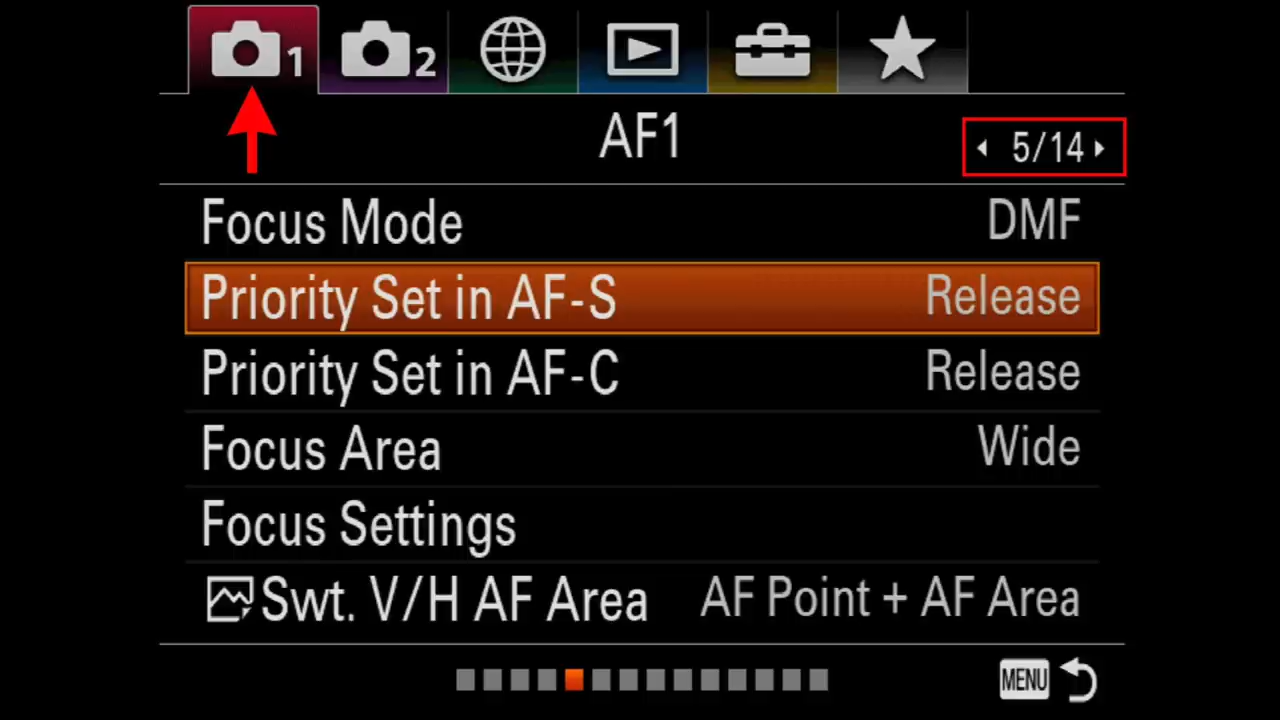 1 2
AF1
5/14
Focus Mode DMF
Priority Set in AF-S Release
Priority Set in AF-C Release
Focus Area Wide
Focus Settings
Swt. V/H AF Area AF Point + AF Area
MENU